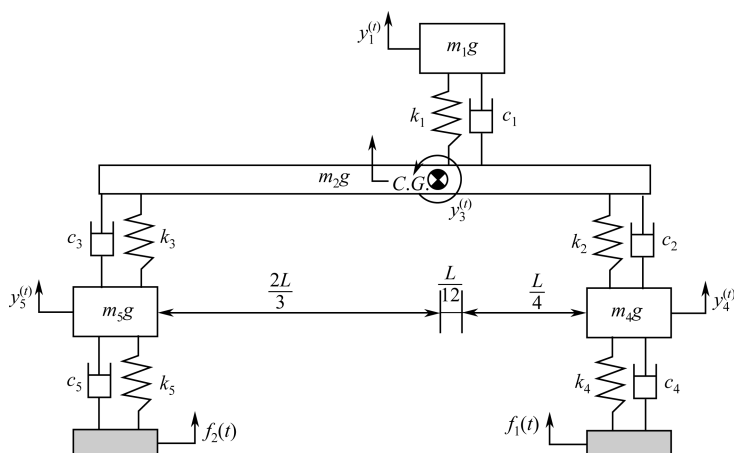 y₁⁽ᵗ⁾
m₁g
k₁
c₁
m₂g
C.G.
y₃⁽ᵗ⁾
c₃
k₃
k₂
c₂
y₅⁽ᵗ⁾
m₅g
2L/3
L/12
L/4
m₄g
y₄⁽ᵗ⁾
c₅
k₅
k₄
c₄
f₂(t)
f₁(t)